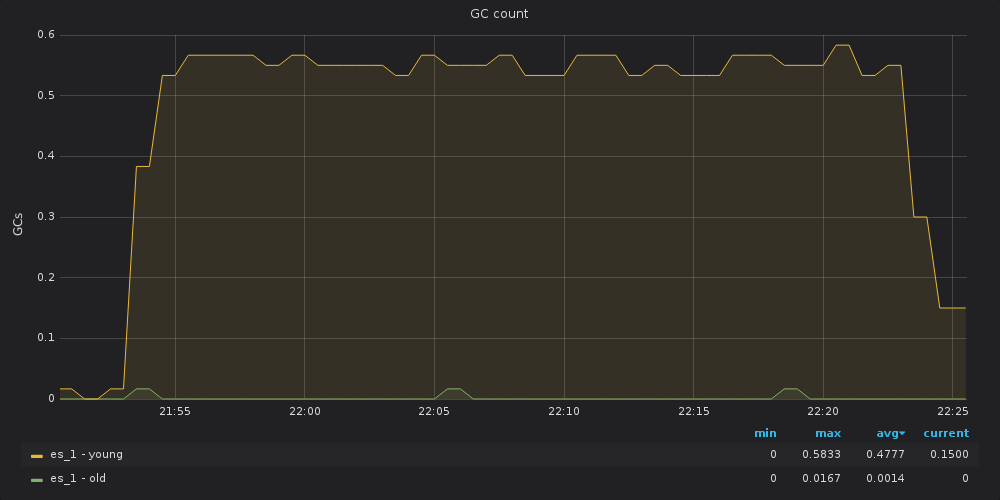 GC count
0.6
0.5
0.4
0.3
0.2
0.1
0
GCs
21:55 22:00 22:05 22:10 22:15 22:20 22:25
min max avg current
es_1 - young 0 0.5833 0.4777 0.1500
es_1 - old 0 0.0167 0.0014 0